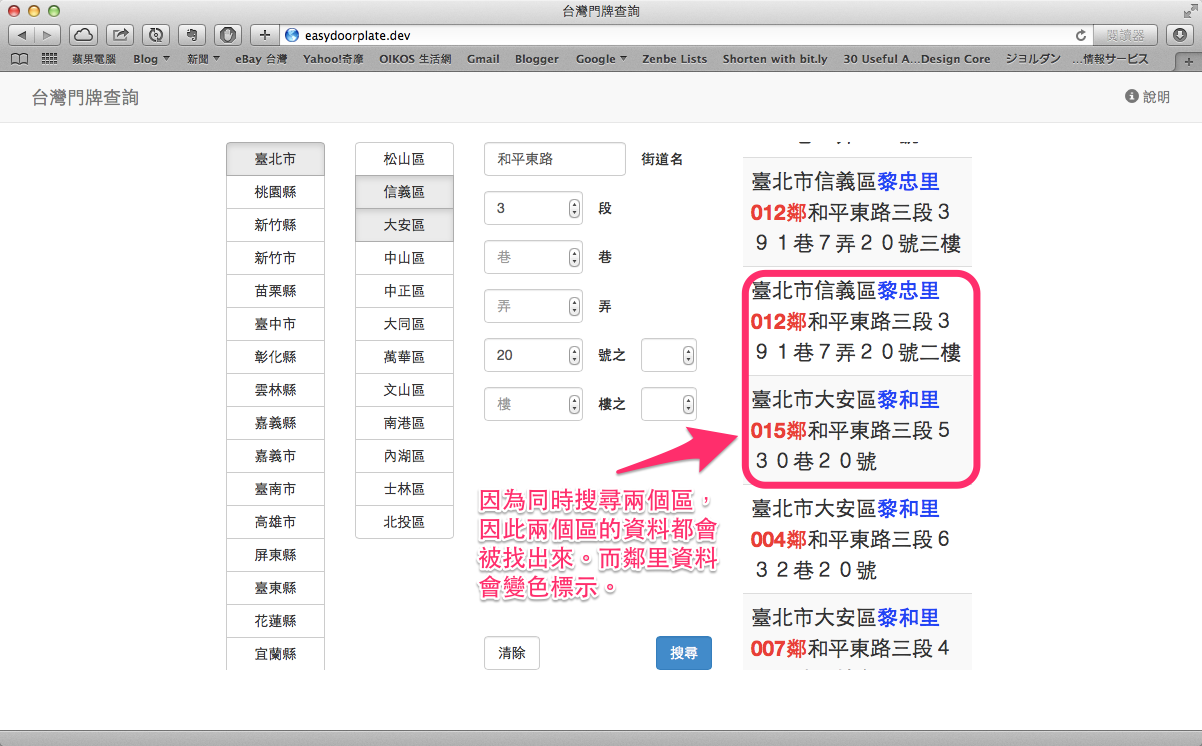 台灣門牌查詢
easydoorplate.dev
閱讀器
蘋果電腦 Blog 新聞 eBay 台灣 Yahoo!奇摩 OIKOS 生活網 Gmail Blogger Google Zenbe Lists Shorten with bit.ly 30 Useful A...Design Core ジョルダン ...情報サービス
台灣門牌查詢
說明
臺北市
桃園縣
新竹縣
新竹市
苗栗縣
臺中市
彰化縣
雲林縣
嘉義縣
嘉義市
臺南市
高雄市
屏東縣
臺東縣
花蓮縣
宜蘭縣
松山區
信義區
大安區
中山區
中正區
大同區
萬華區
文山區
南港區
內湖區
士林區
北投區
和平東路 街道名
3 段
巷 巷
弄 弄
20 號之
樓 樓之
因為同時搜尋兩個區，
因此兩個區的資料都會
被找出來。而鄰里資料
會變色標示。
清除 搜尋
臺北市信義區黎忠里
012鄰和平東路三段３
９１巷７弄２０號三樓
臺北市信義區黎忠里
012鄰和平東路三段３
９１巷７弄２０號二樓
臺北市大安區黎和里
015鄰和平東路三段５
３０巷２０號
臺北市大安區黎和里
004鄰和平東路三段６
３２巷２０號
臺北市大安區黎和里
007鄰和平東路三段４